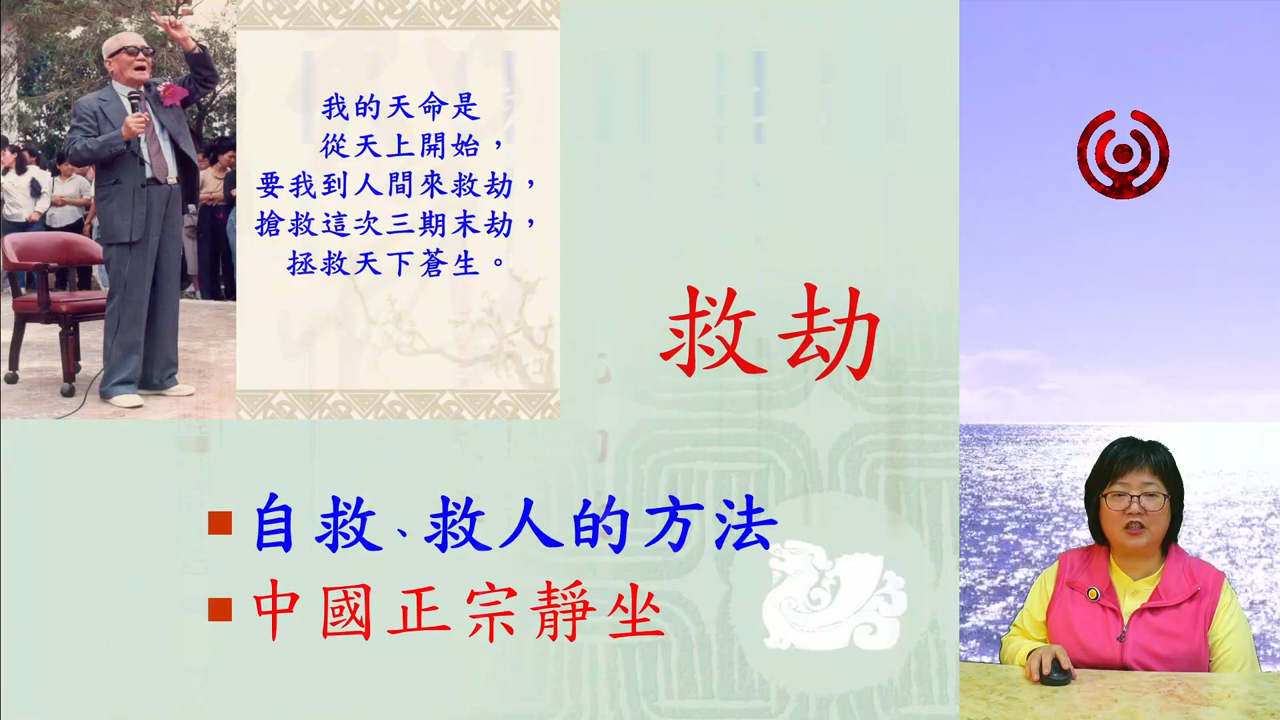 我的天命是
從天上開始，
要我到人間來救劫，
搶救這次三期末劫，
拯救天下蒼生。
救劫
自救、救人的方法
中國正宗靜坐